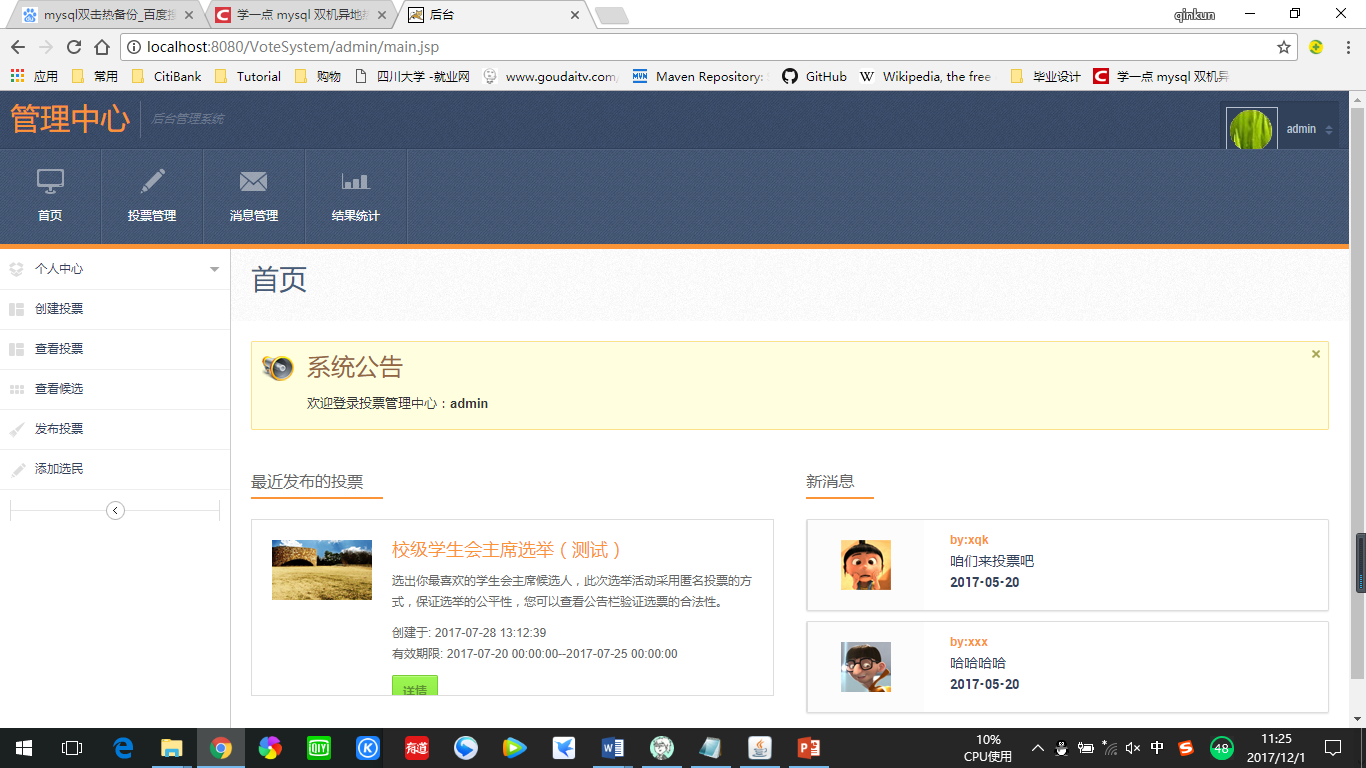 mysql双击热备份_百度搜
学一点 mysql 双机异地热
后台
qinkun
localhost:8080/VoteSystem/admin/main.jsp
应用
常用
CitiBank
Tutorial
购物
四川大学 -就业网
www.goudaitv.com/
Maven Repository:
GitHub
Wikipedia, the free
毕业设计
学一点 mysql 双机异
管理中心
后台管理系统
admin
首页
投票管理
消息管理
结果统计
个人中心
创建投票
查看投票
查看候选
发布投票
添加选民
首页
系统公告
欢迎登录投票管理中心：admin
最近发布的投票
校级学生会主席选举（测试）
选出你最喜欢的学生会主席候选人，此次选举活动采用匿名投票的方
式，保证选举的公平性，您可以查看公告栏验证选票的合法性。
创建于: 2017-07-28 13:12:39
有效期限: 2017-07-20 00:00:00--2017-07-25 00:00:00
详情
新消息
by:xqk
咱们来投票吧
2017-05-20
by:xxx
哈哈哈哈
2017-05-20
QIY
K
有道
10%
CPU使用
中
48
11:25
2017/12/1